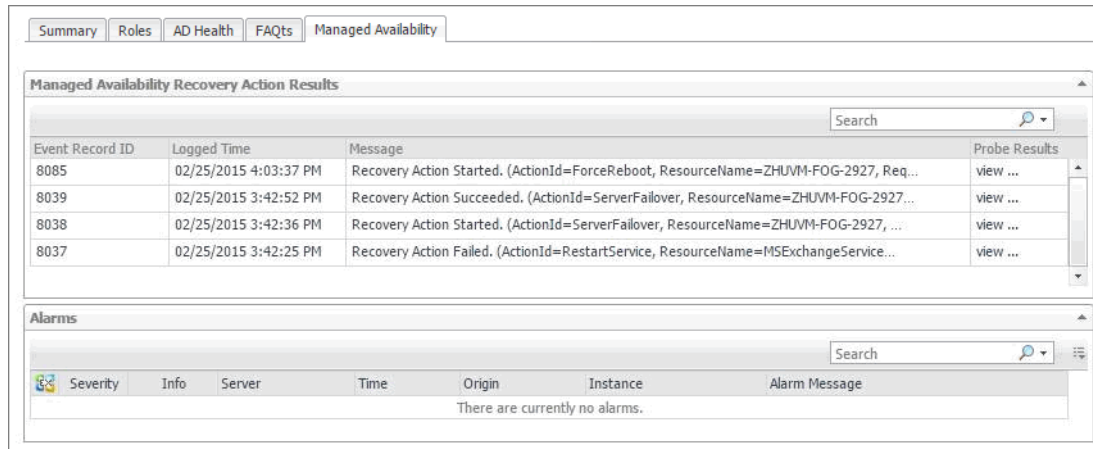 Summary Roles AD Health FAQts Managed Availability
Managed Availability Recovery Action Results
Search
Event Record ID Logged Time Message Probe Results
8085 02/25/2015 4:03:37 PM Recovery Action Started. (ActionId=ForceReboot, ResourceName=ZHUVM-FOG-2927, Req... view ...
8039 02/25/2015 3:42:52 PM Recovery Action Succeeded. (ActionId=ServerFailover, ResourceName=ZHUVM-FOG-2927... view ...
8038 02/25/2015 3:42:36 PM Recovery Action Started. (ActionId=ServerFailover, ResourceName=ZHUVM-FOG-2927, ... view ...
8037 02/25/2015 3:42:25 PM Recovery Action Failed. (ActionId=RestartService, ResourceName=MSExchangeService... view ...
Alarms
Search
Severity Info Server Time Origin Instance Alarm Message
There are currently no alarms.